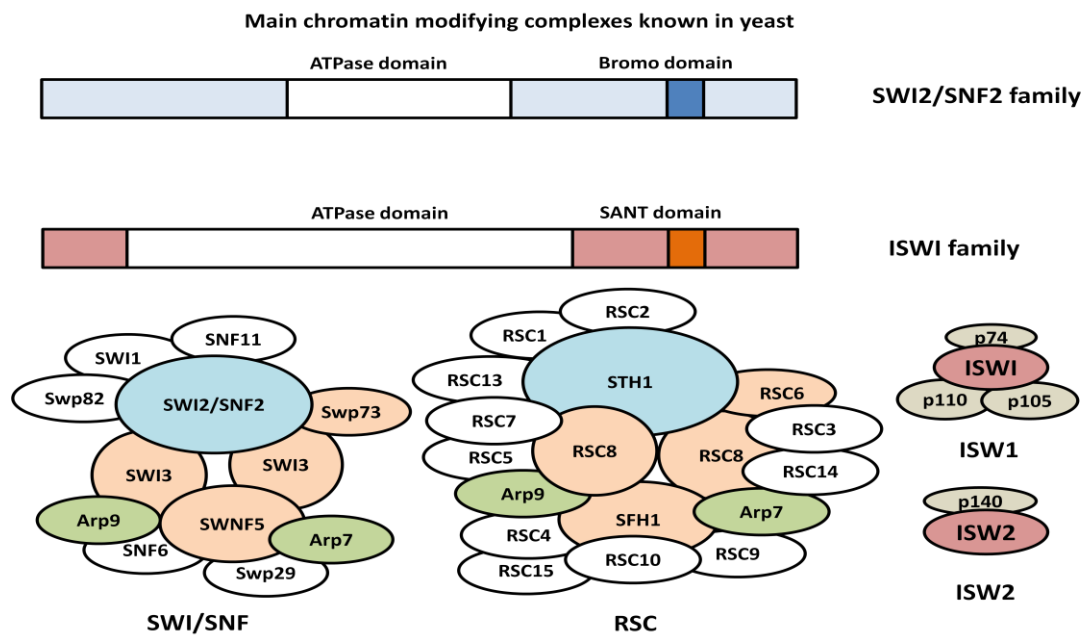 Main chromatin modifying complexes known in yeast
ATPase domain
Bromo domain
SWI2/SNF2 family
ATPase domain
SANT domain
ISWI family
SNF11
SWI1
Swp82
SWI2/SNF2
Swp73
SWI3
SWI3
Arp9
SWNF5
Arp7
SNF6
Swp29
SWI/SNF
RSC2
RSC1
RSC13
STH1
RSC6
RSC7
RSC3
RSC5
RSC8
RSC8
RSC14
Arp9
SFH1
Arp7
RSC4
RSC10
RSC9
RSC15
RSC
p74
ISWI
p110
p105
ISW1
p140
ISW2
ISW2